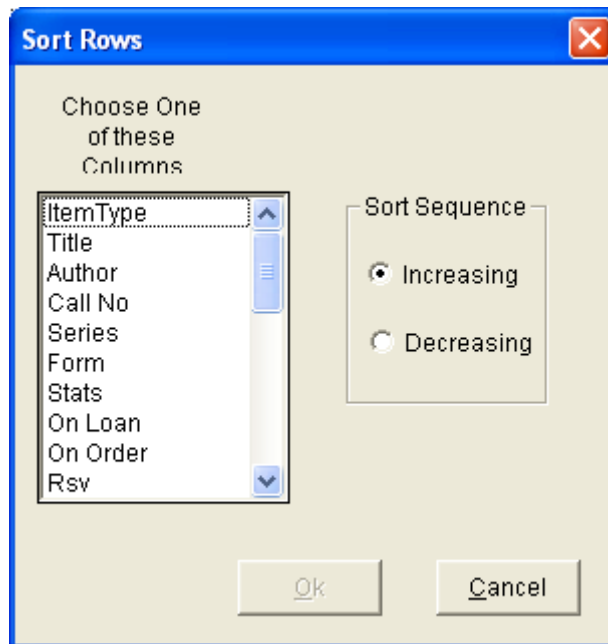 Sort Rows
Choose One
of these
Columns
ItemType
Title
Author
Call No
Series
Form
Stats
On Loan
On Order
Rsv
Sort Sequence
Increasing
Decreasing
Ok
Cancel